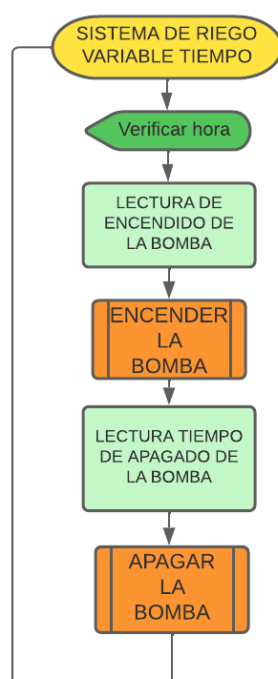 SISTEMA DE RIEGO
VARIABLE TIEMPO
Verificar hora
LECTURA DE
ENCENDIDO DE
LA BOMBA
ENCENDER
LA
BOMBA
LECTURA TIEMPO
DE APAGADO DE
LA BOMBA
APAGAR
LA
BOMBA